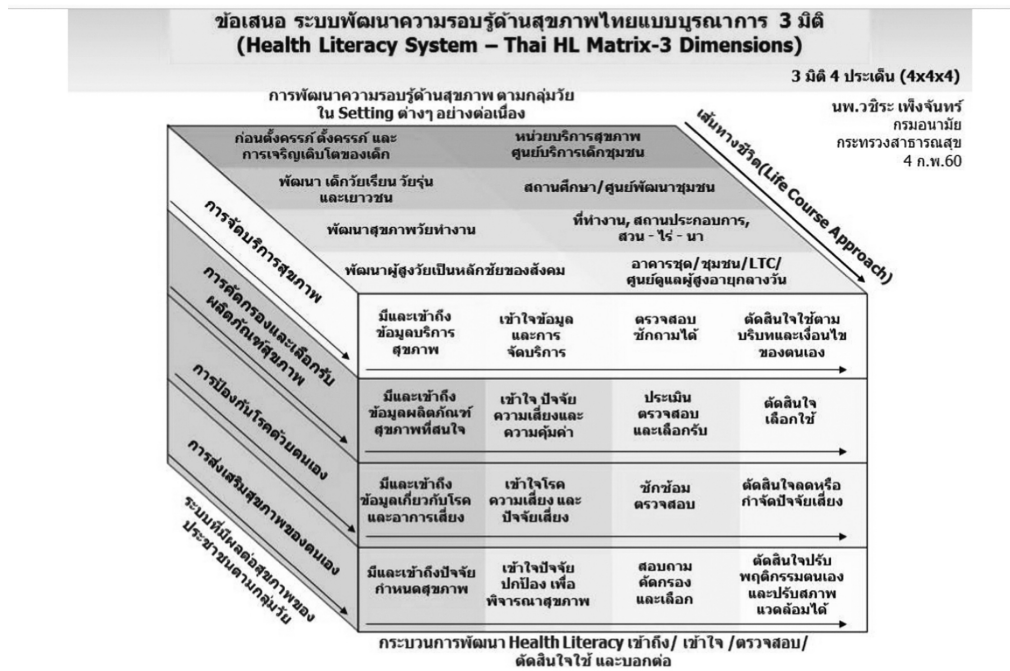 ข้อเสนอ ระบบพัฒนาความรอบรู้ด้านสุขภาพไทยแบบบูรณาการ 3 มิติ
(Health Literacy System – Thai HL Matrix-3 Dimensions)
3 มิติ 4 ประเด็น (4x4x4)
นพ.วชิระ เพ็งจันทร์
กรมอนามัย
กระทรวงสาธารณสุข
4 ก.พ.60
การพัฒนาความรอบรู้ด้านสุขภาพ ตามกลุ่มวัย
ใน Setting ต่างๆ อย่างต่อเนื่อง
เส้นทางชีวิต(Life Course Approach)
ก่อนตั้งครรภ์ ตั้งครรภ์ และ
การเจริญเติบโตของเด็ก
หน่วยบริการสุขภาพ
ศูนย์บริการเด็กชุมชน
พัฒนา เด็กวัยเรียน วัยรุ่น
และเยาวชน
สถานศึกษา/ศูนย์พัฒนาชุมชน
พัฒนาสุขภาพวัยทำงาน
ที่ทำงาน, สถานประกอบการ,
สวน - ไร่ - นา
พัฒนาผู้สูงวัยเป็นหลักชัยของสังคม
อาคารชุด/ชุมชน/LTC/
ศูนย์ดูแลผู้สูงอายุกลางวัน
การจัดบริการสุขภาพ
มีและเข้าถึง
ข้อมูลบริการ
สุขภาพ
เข้าใจข้อมูล
และการ
จัดบริการ
ตรวจสอบ
ซักถามได้
ตัดสินใจใช้ตาม
บริบทและเงื่อนไข
ของตนเอง
การคัดกรองและเลือกรับ
ผลิตภัณฑ์สุขภาพ
มีและเข้าถึง
ข้อมูลผลิตภัณฑ์
สุขภาพที่สนใจ
เข้าใจ ปัจจัย
ความเสี่ยงและ
ความคุ้มค่า
ประเมิน
ตรวจสอบ
และเลือกรับ
ตัดสินใจ
เลือกใช้
การป้องกันโรคด้วยตนเอง
มีและเข้าถึง
ข้อมูลเกี่ยวกับโรค
และอาการเสี่ยง
เข้าใจโรค
ความเสี่ยง และ
ปัจจัยเสี่ยง
ซักซ้อม
ตรวจสอบ
ตัดสินใจลดหรือ
กำจัดปัจจัยเสี่ยง
การส่งเสริมสุขภาพของตนเอง
มีและเข้าถึงปัจจัย
กำหนดสุขภาพ
เข้าใจปัจจัย
ปกป้อง เพื่อ
พิจารณาสุขภาพ
สอบถาม
คัดกรอง
และเลือก
ตัดสินใจปรับ
พฤติกรรมตนเอง
และปรับสภาพ
แวดล้อมได้
ระบบที่มีผลต่อสุขภาพของ
ประชาชนตามกลุ่มวัย
กระบวนการพัฒนา Health Literacy เข้าถึง/ เข้าใจ /ตรวจสอบ/
ตัดสินใจใช้ และบอกต่อ